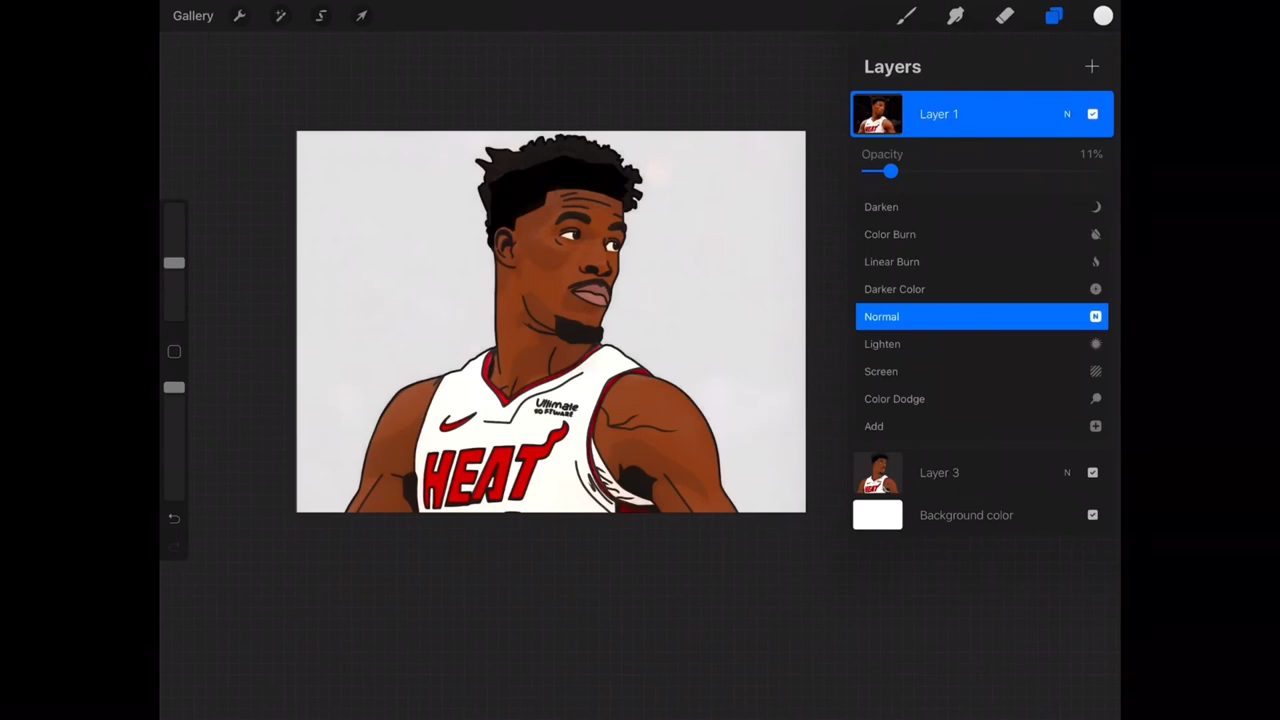 Gallery
Layers
Layer 1
N
Opacity
11%
Darken
Color Burn
Linear Burn
Darker Color
Normal
N
Lighten
Screen
Color Dodge
Add
Layer 3
N
Background color
Ultimate
SOFTWARE
HEAT